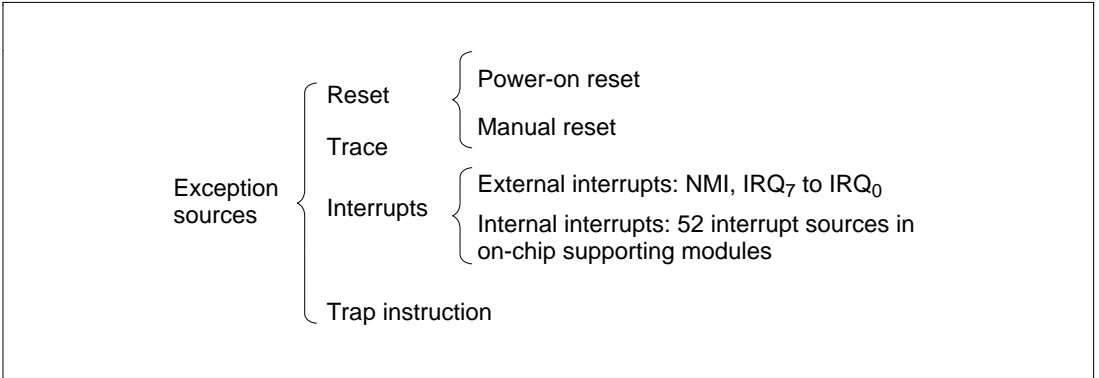 Exception
sources
Reset
Power-on reset
Manual reset
Trace
Interrupts
External interrupts: NMI, IRQ7 to IRQ0
Internal interrupts: 52 interrupt sources in
on-chip supporting modules
Trap instruction